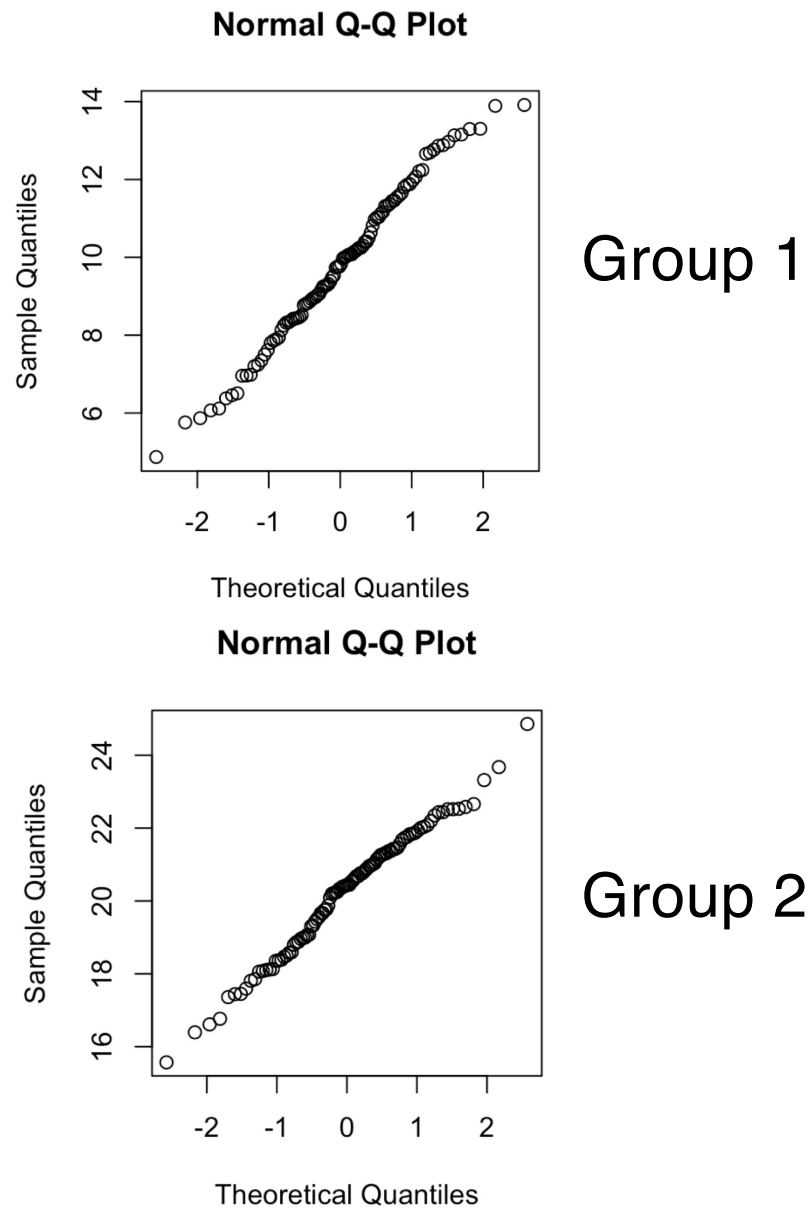 Normal Q-Q Plot
14
12
10
8
6
Sample Quantiles
-2 -1 0 1 2
Theoretical Quantiles
Group 1
Normal Q-Q Plot
24
22
20
18
16
Sample Quantiles
-2 -1 0 1 2
Theoretical Quantiles
Group 2